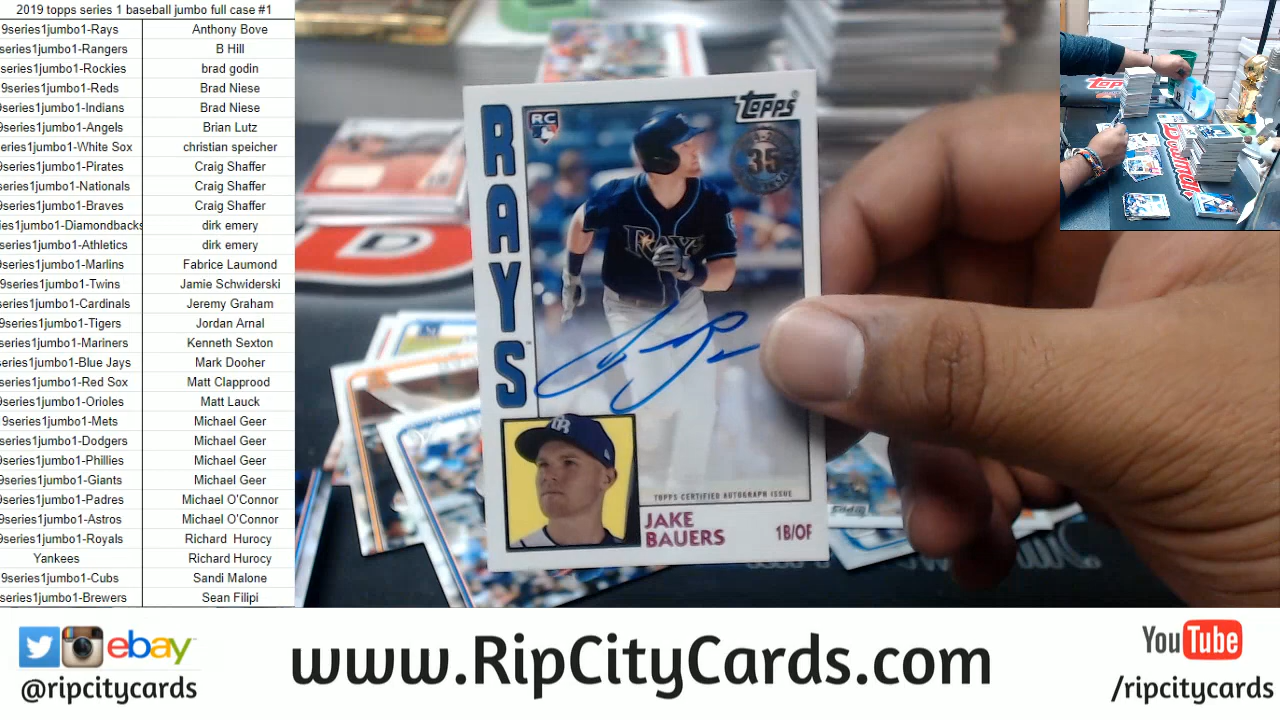 2019 topps series 1 baseball jumbo full case #1
9series1jumbo1-Rays Anthony Bove
series1jumbo1-Rangers B Hill
series1jumbo1-Rockies brad godin
9series1jumbo1-Reds Brad Niese
9series1jumbo1-Indians Brad Niese
series1jumbo1-Angels Brian Lutz
series1jumbo1-White Sox christian speicher
9series1jumbo1-Pirates Craig Shaffer
series1jumbo1-Nationals Craig Shaffer
9series1jumbo1-Braves Craig Shaffer
ies1jumbo1-Diamondbacks dirk emery
series1jumbo1-Athletics dirk emery
9series1jumbo1-Marlins Fabrice Laumond
9series1jumbo1-Twins Jamie Schwiderski
series1jumbo1-Cardinals Jeremy Graham
9series1jumbo1-Tigers Jordan Arnal
series1jumbo1-Mariners Kenneth Sexton
series1jumbo1-Blue Jays Mark Dooher
series1jumbo1-Red Sox Matt Clapprood
series1jumbo1-Orioles Matt Lauck
9series1jumbo1-Mets Michael Geer
9series1jumbo1-Dodgers Michael Geer
9series1jumbo1-Phillies Michael Geer
9series1jumbo1-Giants Michael Geer
series1jumbo1-Padres Michael O'Connor
9series1jumbo1-Astros Michael O'Connor
9series1jumbo1-Royals Richard Hurocy
Yankees Richard Hurocy
9series1jumbo1-Cubs Sandi Malone
series1jumbo1-Brewers Sean Filipi
RC
Topps
35
RAYS
RAYS
TOPPS CERTIFIED AUTOGRAPH ISSUE
JAKE
BAUERS
1B/OF
ebay
@ripcitycards
www.RipCityCards.com
YouTube
/ripcitycards